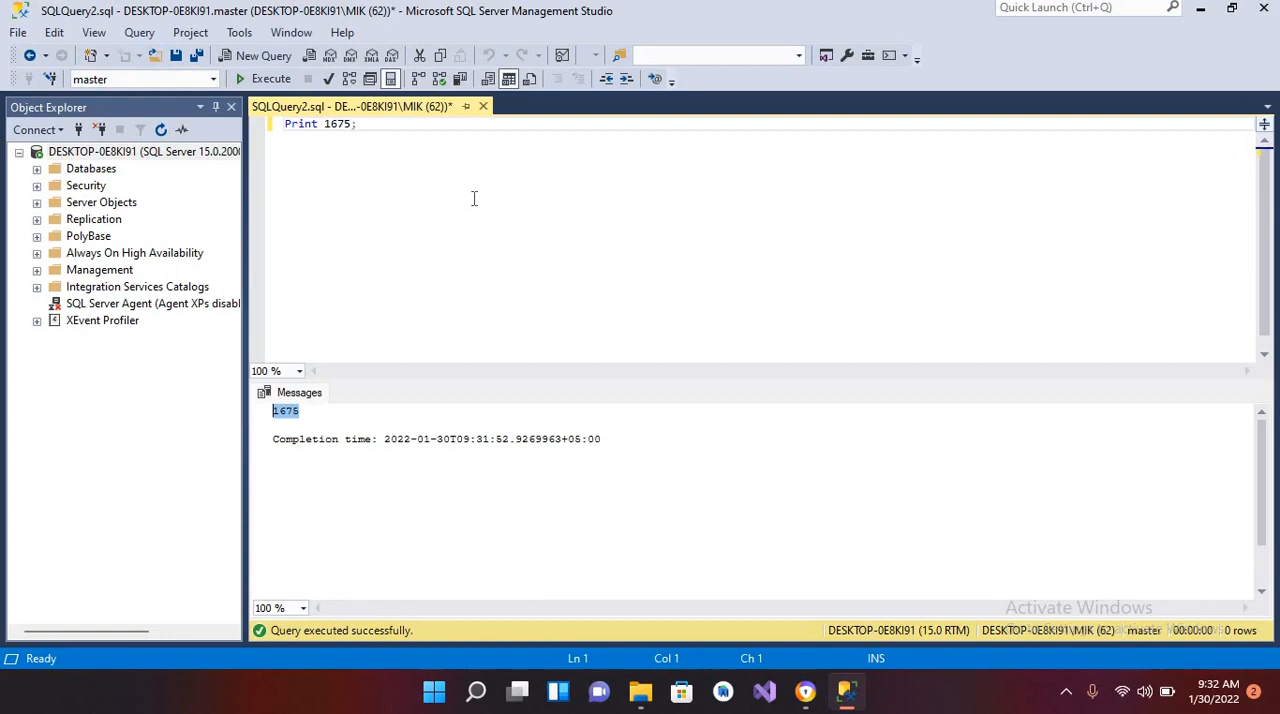 SQLQuery2.sql - DESKTOP-0E8KI91.master (DESKTOP-0E8KI91\MIK (62))* - Microsoft SQL Server Management Studio
Quick Launch (Ctrl+Q)
File Edit View Query Project Tools Window Help
New Query
master Execute
Object Explorer
SQLQuery2.sql - DE...-0E8KI91\MIK (62))*
Print 1675;
Connect
DESKTOP-0E8KI91 (SQL Server 15.0.2000
Databases
Security
Server Objects
Replication
PolyBase
Always On High Availability
Management
Integration Services Catalogs
SQL Server Agent (Agent XPs disabl
XEvent Profiler
100 %
Messages
1675
Completion time: 2022-01-30T09:31:52.9269963+05:00
100 %
Activate Windows
Query executed successfully.
DESKTOP-0E8KI91 (15.0 RTM) DESKTOP-0E8KI91\MIK (62) master 00:00:00 0 rows
Ready Ln 1 Col 1 Ch 1 INS
9:32 AM
1/30/2022
2